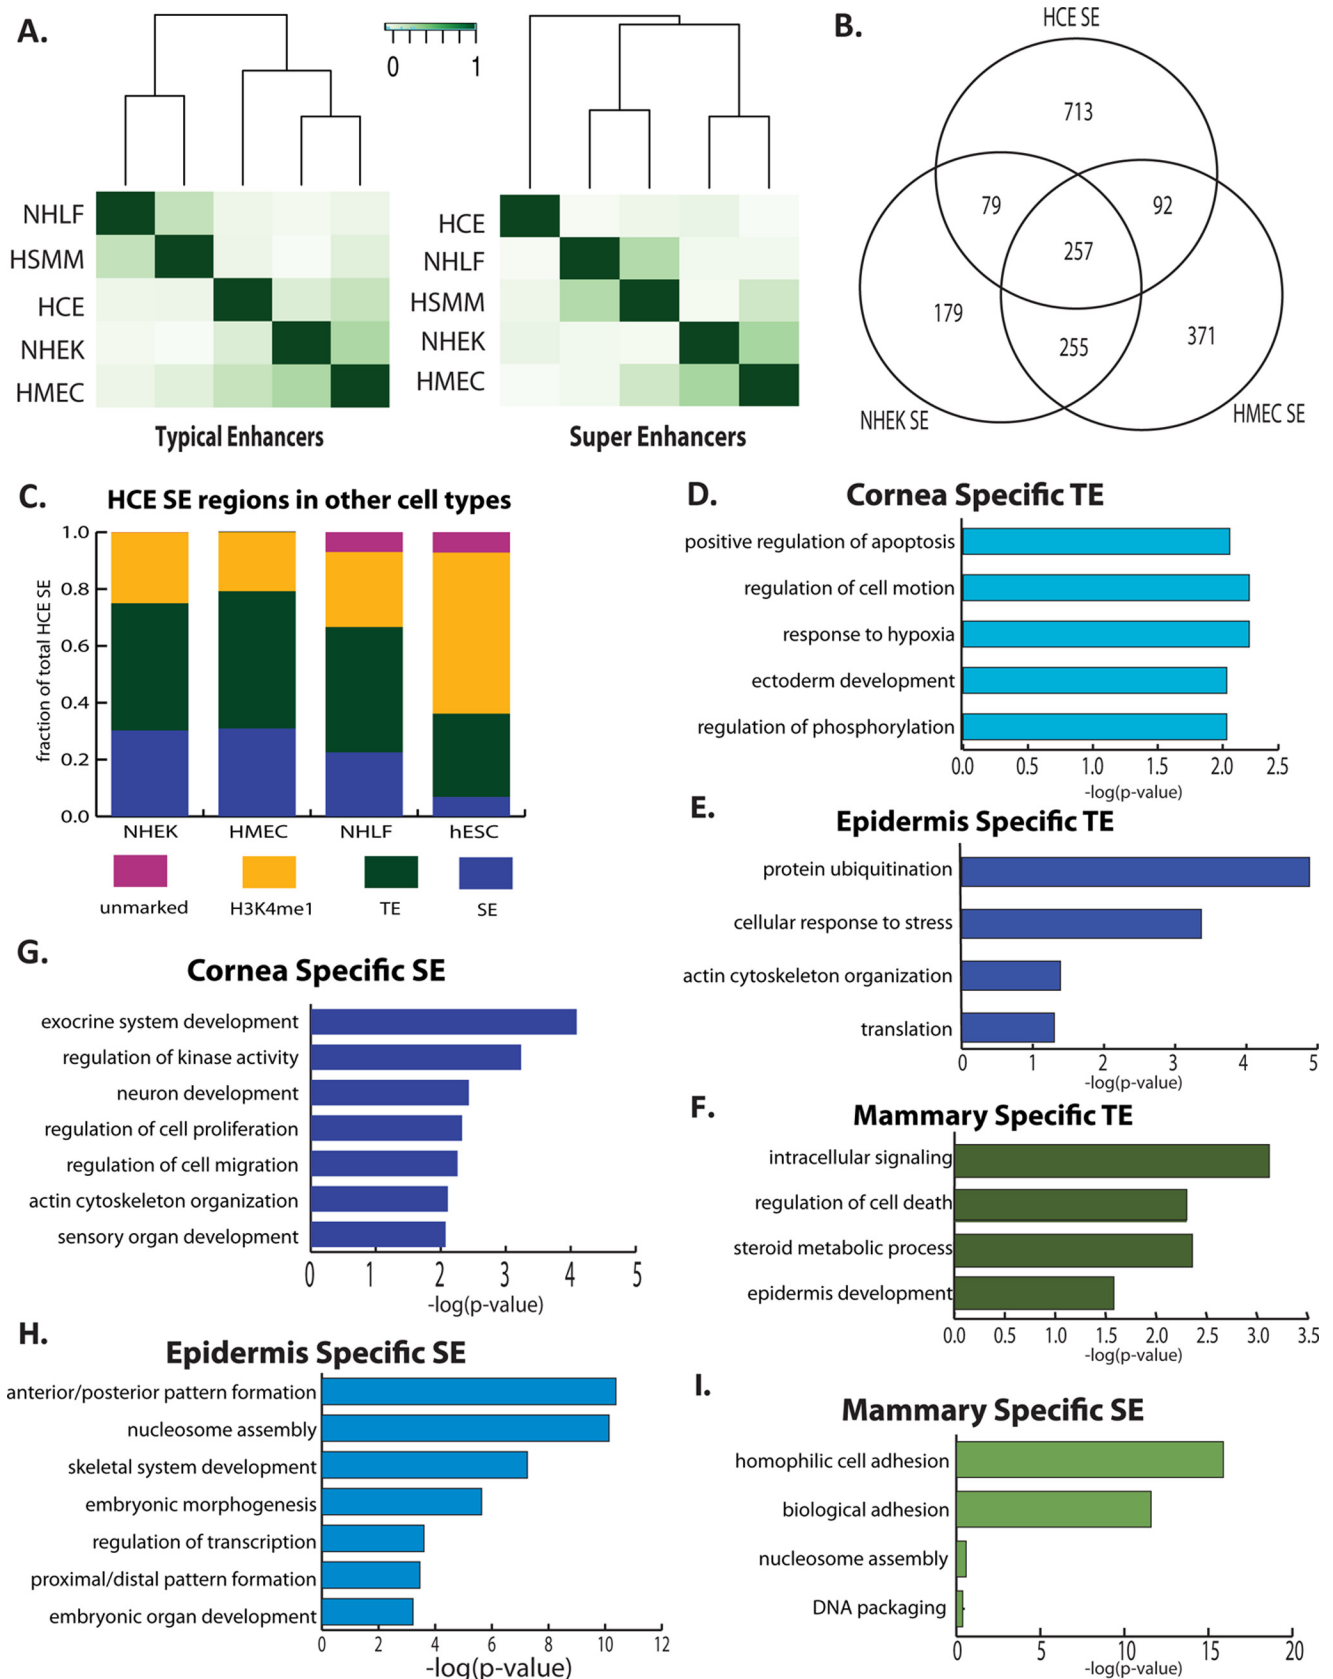 A.
0 1
NHLF
HSMM
HCE
NHEK
HMEC
Typical Enhancers
HCE
NHLF
HSMM
NHEK
HMEC
Super Enhancers
B.
HCE SE
713
79
92
257
179
255
371
NHEK SE
HMEC SE
C.
HCE SE regions in other cell types
fraction of total HCE SE
1.0
0.8
0.6
0.4
0.2
0.0
NHEK HMEC NHLF hESC
unmarked H3K4me1 TE SE
D.
Cornea Specific TE
positive regulation of apoptosis
regulation of cell motion
response to hypoxia
ectoderm development
regulation of phosphorylation
0.0 0.5 1.0 1.5 2.0 2.5
-log(p-value)
E.
Epidermis Specific TE
protein ubiquitination
cellular response to stress
actin cytoskeleton organization
translation
0 1 2 3 4 5
-log(p-value)
F.
Mammary Specific TE
intracellular signaling
regulation of cell death
steroid metabolic process
epidermis development
0.0 0.5 1.0 1.5 2.0 2.5 3.0 3.5
-log(p-value)
G.
Cornea Specific SE
exocrine system development
regulation of kinase activity
neuron development
regulation of cell proliferation
regulation of cell migration
actin cytoskeleton organization
sensory organ development
0 1 2 3 4 5
-log(p-value)
H.
Epidermis Specific SE
anterior/posterior pattern formation
nucleosome assembly
skeletal system development
embryonic morphogenesis
regulation of transcription
proximal/distal pattern formation
embryonic organ development
0 2 4 6 8 10 12
-log(p-value)
I.
Mammary Specific SE
homophilic cell adhesion
biological adhesion
nucleosome assembly
DNA packaging
0 5 10 15 20
-log(p-value)